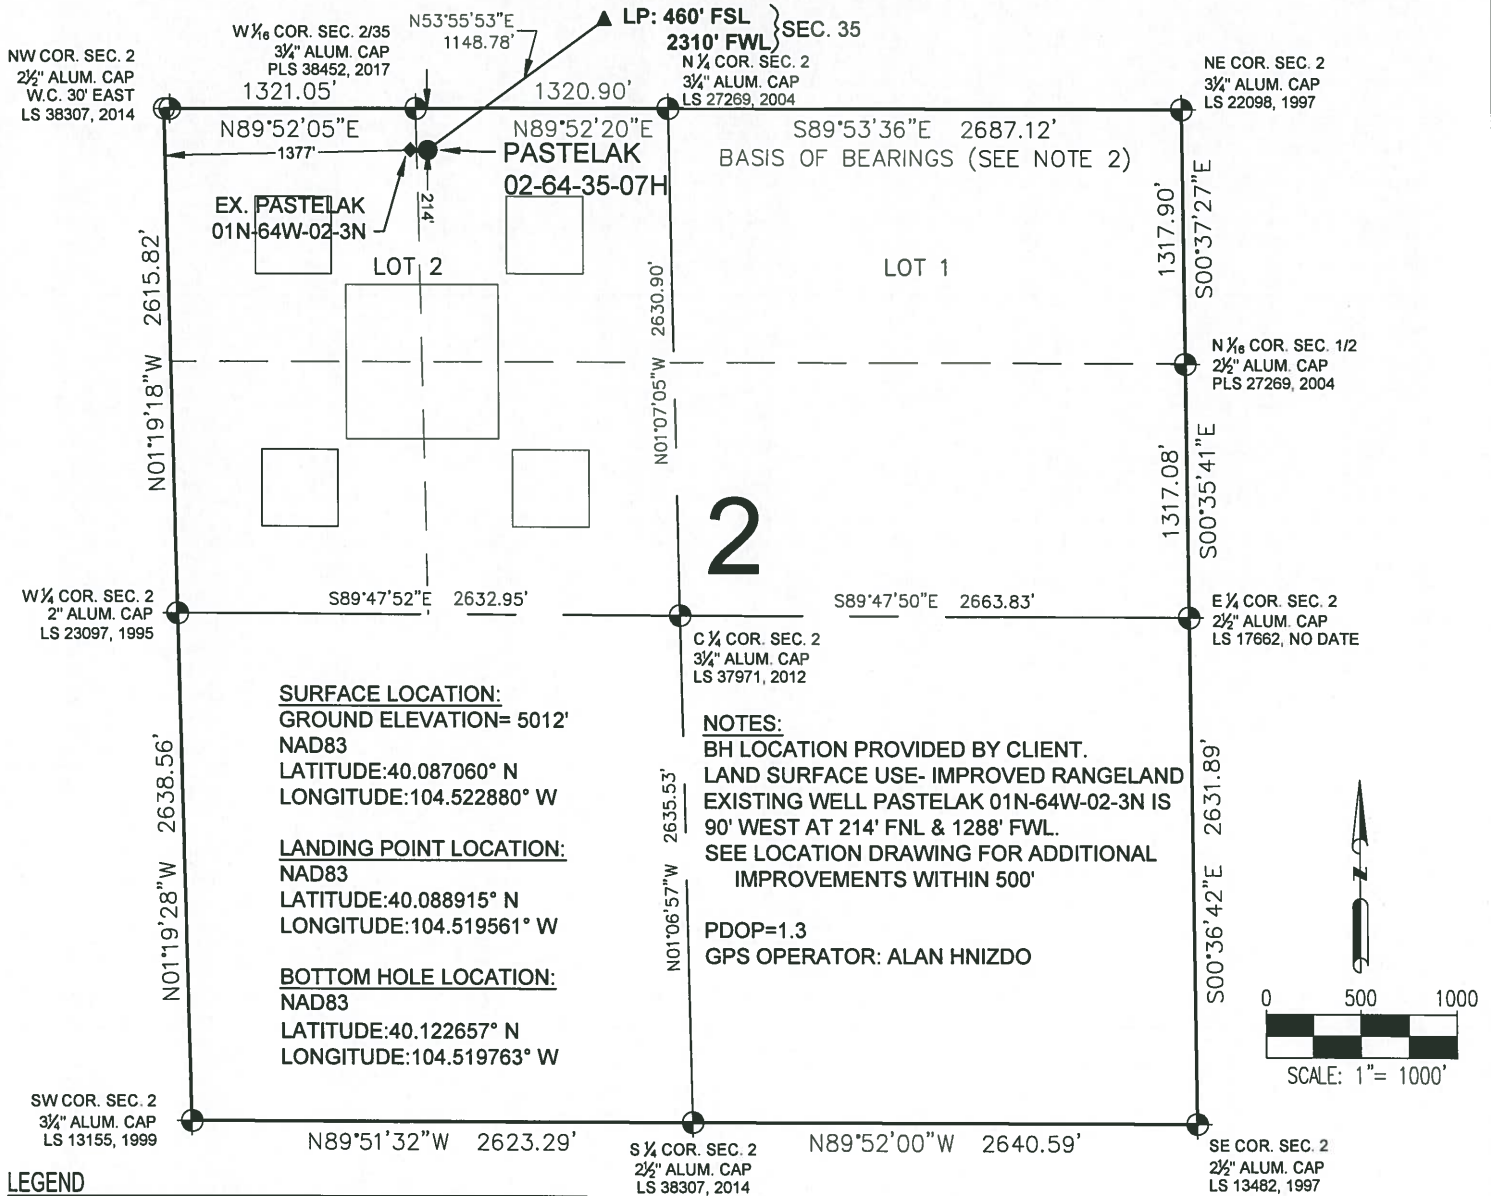 N53°55'53"E
1148.78'
LP: 460' FSL
2310' FWL
SEC. 35
W 1/16 COR. SEC. 2/35
3¼" ALUM. CAP
PLS 38452, 2017
NW COR. SEC. 2
2½" ALUM. CAP
W.C. 30' EAST
LS 38307, 2014
N ¼ COR. SEC. 2
3¼" ALUM. CAP
LS 27269, 2004
NE COR. SEC. 2
3¼" ALUM. CAP
LS 22098, 1997
1321.05'
N89°52'05"E
1320.90'
N89°52'20"E
S89°53'36"E 2687.12'
BASIS OF BEARINGS (SEE NOTE 2)
1377'
PASTELAK
02-64-35-07H
214'
EX. PASTELAK
01N-64W-02-3N
LOT 2
LOT 1
N01°19'18"W 2615.82'
N01°07'05"W 2630.90'
1317.90'
S00°37'27"E
N 1/16 COR. SEC. 1/2
2½" ALUM. CAP
PLS 27269, 2004
1317.08'
S00°35'41"E
2
W ¼ COR. SEC. 2
2" ALUM. CAP
LS 23097, 1995
S89°47'52"E 2632.95'
S89°47'50"E 2663.83'
E ¼ COR. SEC. 2
2½" ALUM. CAP
LS 17662, NO DATE
C ¼ COR. SEC. 2
3¼" ALUM. CAP
LS 37971, 2012
SURFACE LOCATION:
GROUND ELEVATION= 5012'
NAD83
LATITUDE:40.087060° N
LONGITUDE:104.522880° W
LANDING POINT LOCATION:
NAD83
LATITUDE:40.088915° N
LONGITUDE:104.519561° W
BOTTOM HOLE LOCATION:
NAD83
LATITUDE:40.122657° N
LONGITUDE:104.519763° W
NOTES:
BH LOCATION PROVIDED BY CLIENT.
LAND SURFACE USE- IMPROVED RANGELAND
EXISTING WELL PASTELAK 01N-64W-02-3N IS
90' WEST AT 214' FNL & 1288' FWL.
SEE LOCATION DRAWING FOR ADDITIONAL
IMPROVEMENTS WITHIN 500'
PDOP=1.3
GPS OPERATOR: ALAN HNIZDO
N01°19'28"W 2638.56'
N01°06'57"W 2635.53'
S00°36'42"E 2631.89'
N
0 500 1000
SCALE: 1"= 1000'
SW COR. SEC. 2
3¼" ALUM. CAP
LS 13155, 1999
N89°51'32"W 2623.29'
S ¼ COR. SEC. 2
2½" ALUM. CAP
LS 38307, 2014
N89°52'00"W 2640.59'
SE COR. SEC. 2
2½" ALUM. CAP
LS 13482, 1997
LEGEND